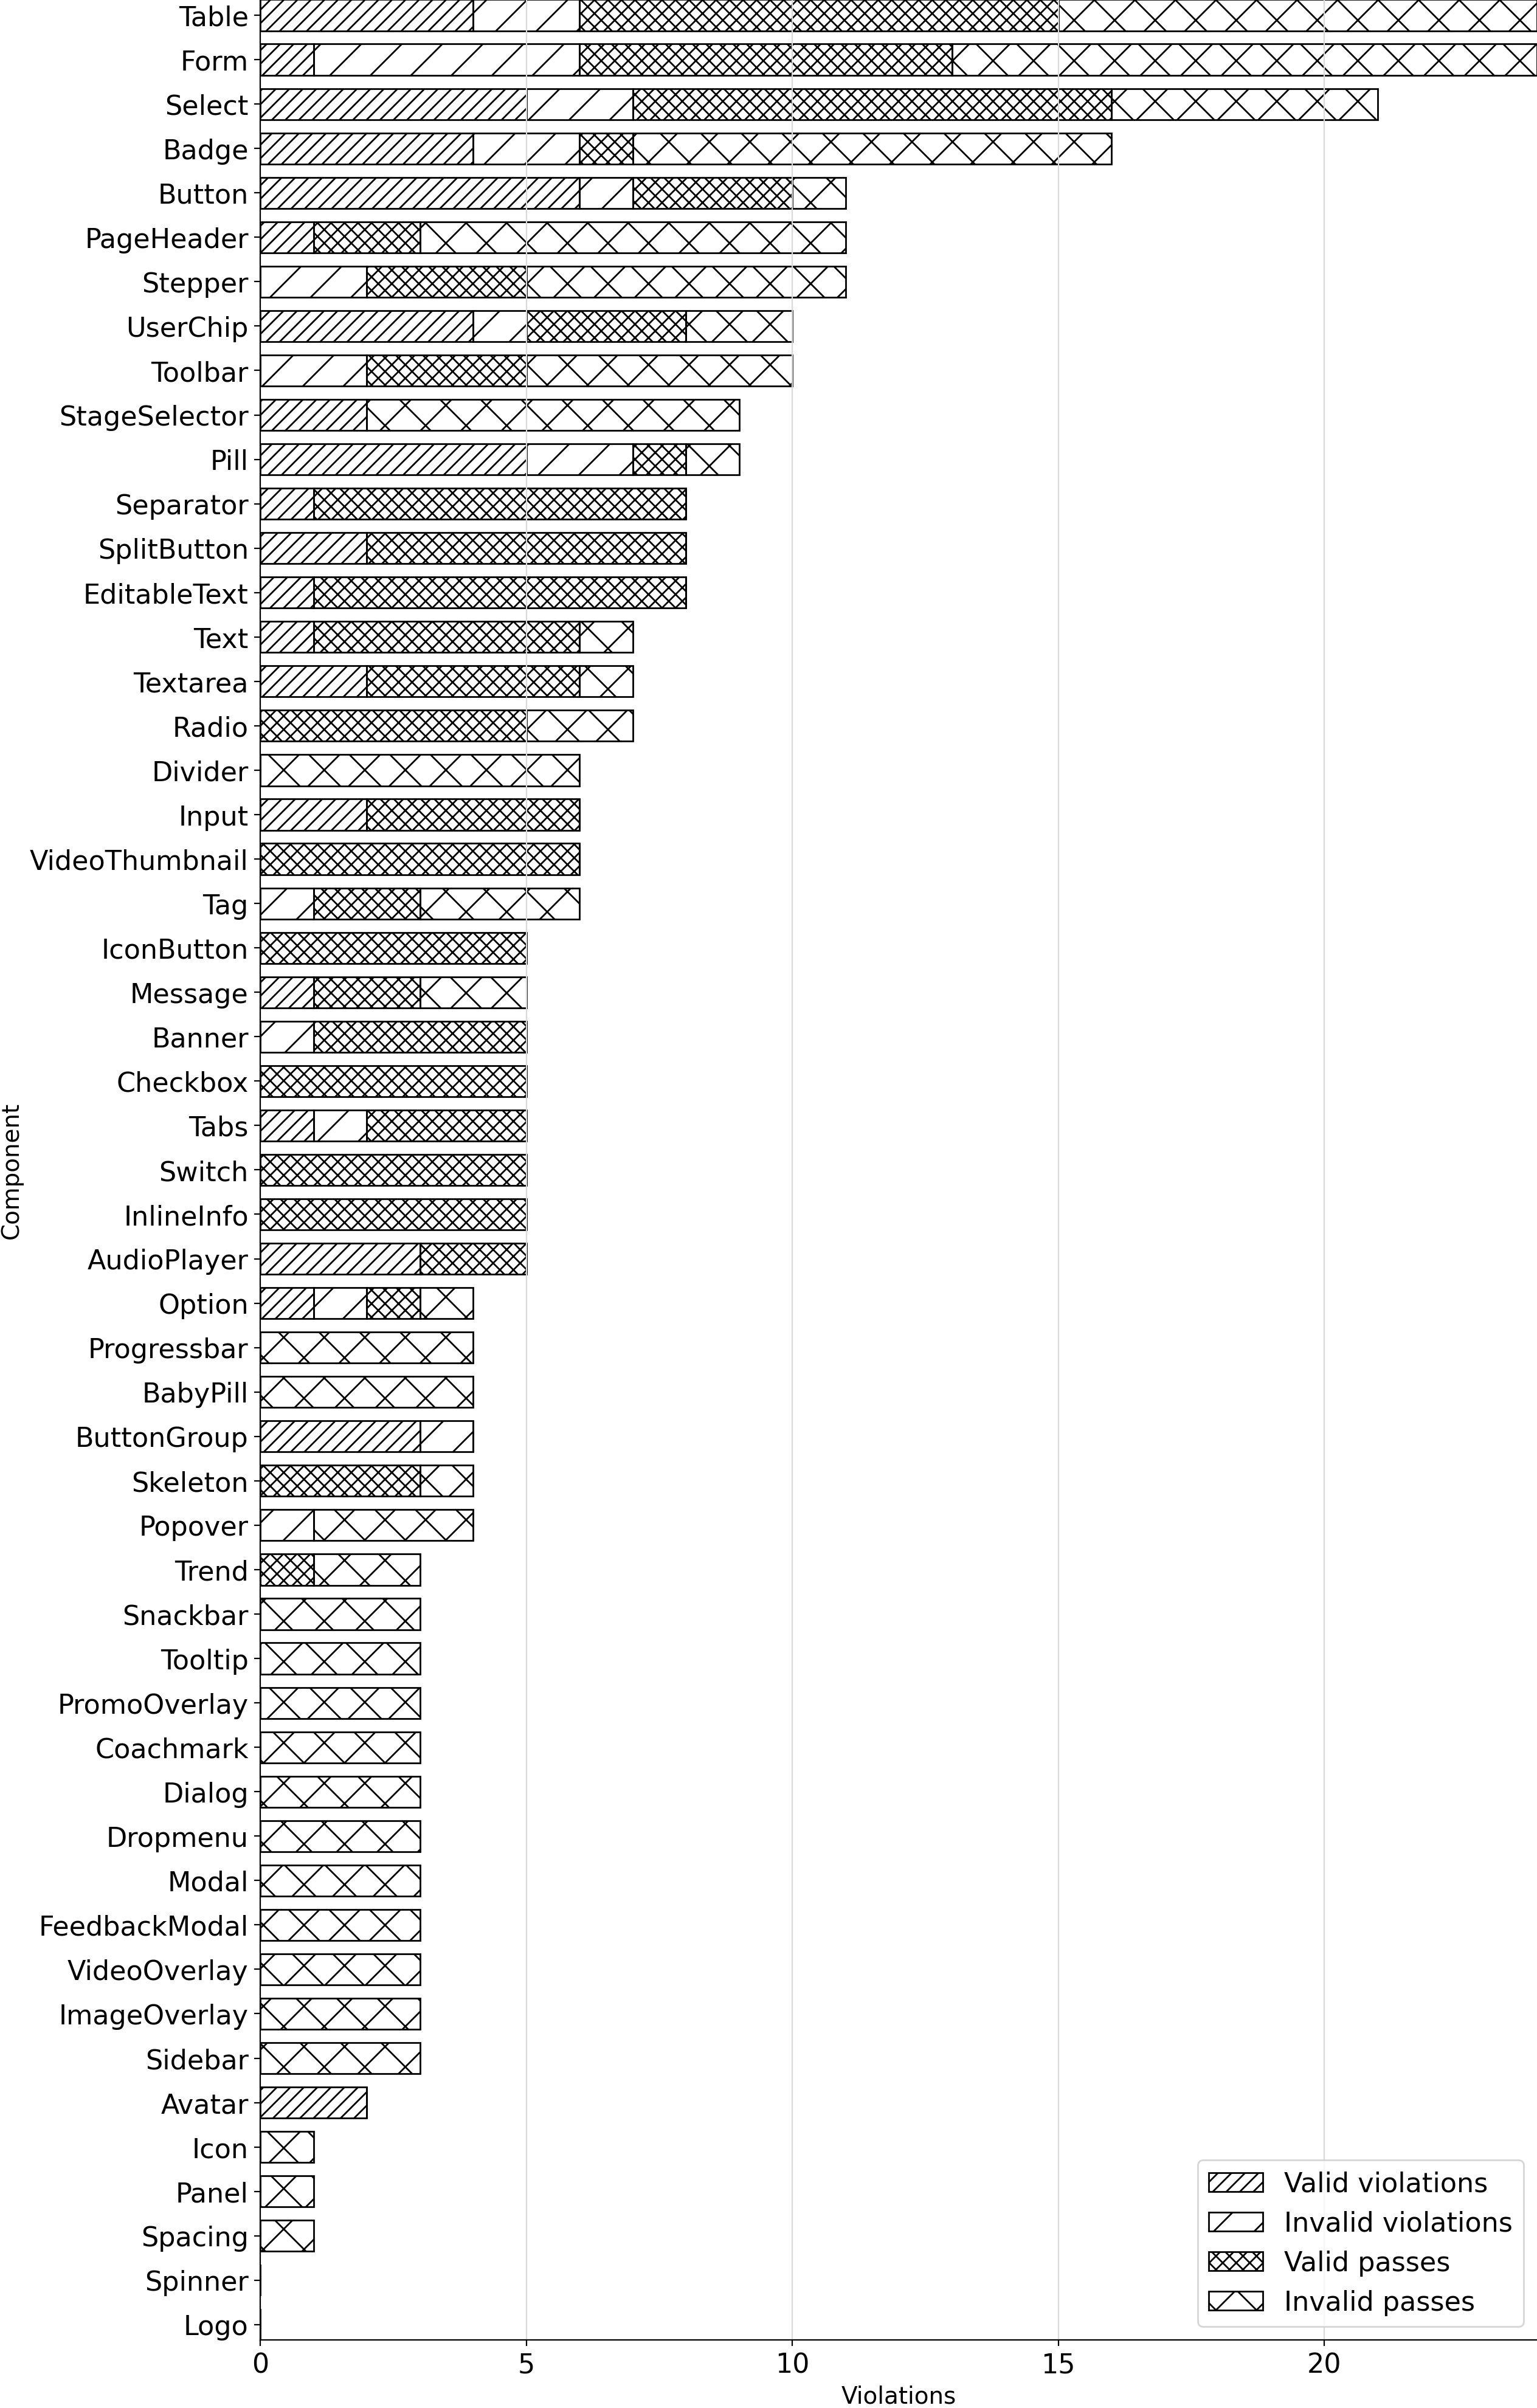 Table
Form
Select
Badge
Button
PageHeader
Stepper
UserChip
Toolbar
StageSelector
Pill
Separator
SplitButton
EditableText
Text
Textarea
Radio
Divider
Input
VideoThumbnail
Tag
IconButton
Message
Banner
Checkbox
Tabs
Switch
InlineInfo
AudioPlayer
Option
Progressbar
BabyPill
ButtonGroup
Skeleton
Popover
Trend
Snackbar
Tooltip
PromoOverlay
Coachmark
Dialog
Dropmenu
Modal
FeedbackModal
VideoOverlay
ImageOverlay
Sidebar
Avatar
Icon
Panel
Spacing
Spinner
Logo
Component
0 5 10 15 20
Violations
Valid violations
Invalid violations
Valid passes
Invalid passes